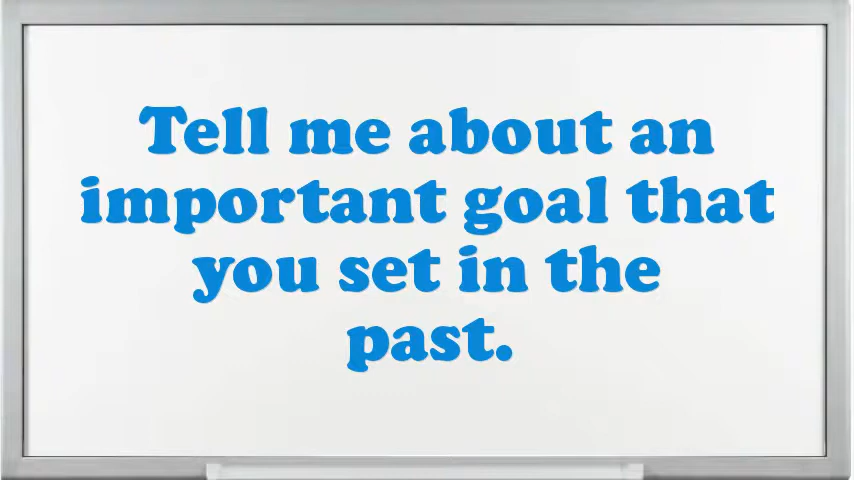 Tell me about an
important goal that
you set in the
past.